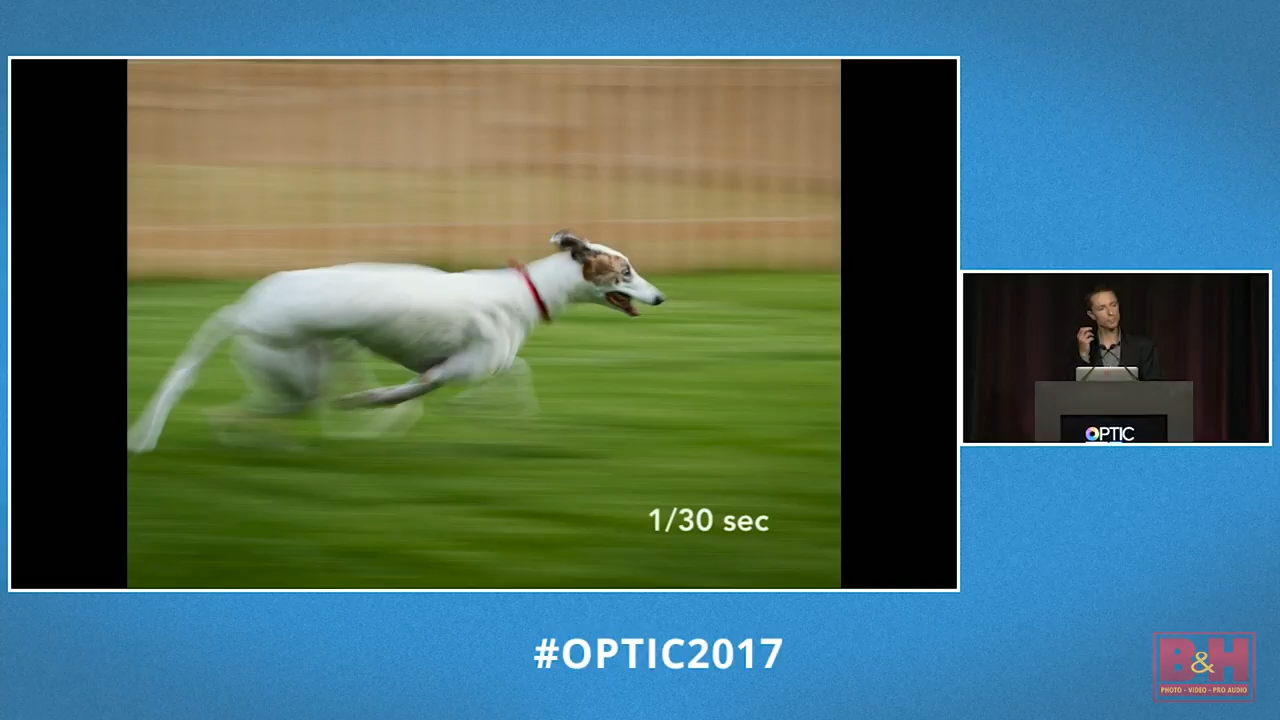 1/30 sec
OPTIC
#OPTIC2017
B&H
PHOTO - VIDEO - PRO AUDIO